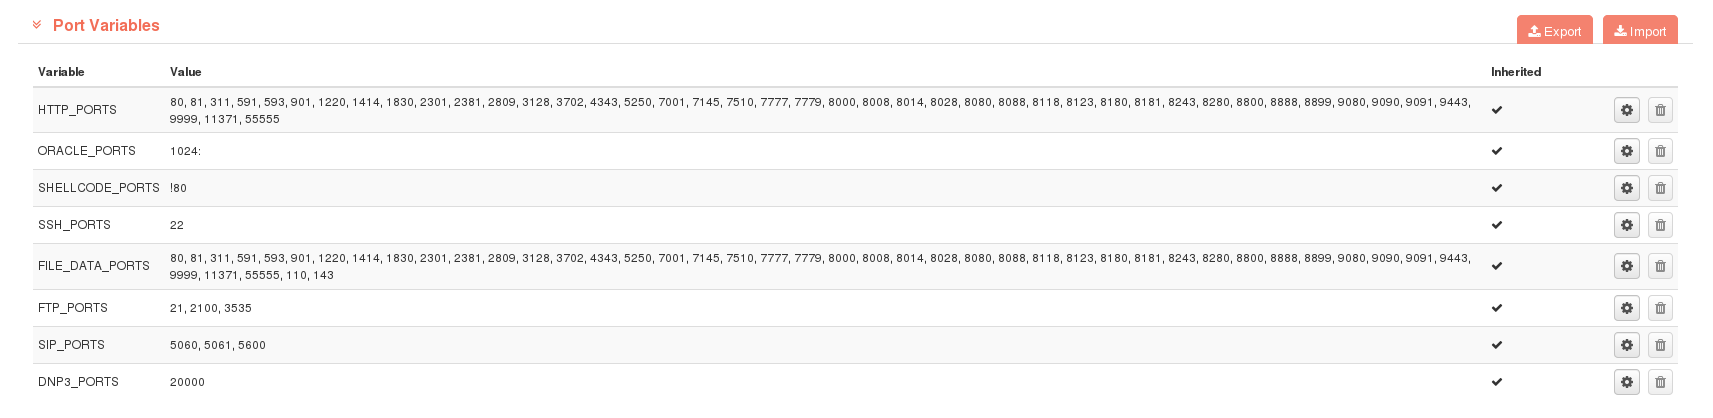 Port Variables
Export Import
Variable Value Inherited
HTTP_PORTS 80, 81, 311, 591, 593, 901, 1220, 1414, 1830, 2301, 2381, 2809, 3128, 3702, 4343, 5250, 7001, 7145, 7510, 7777, 7779, 8000, 8008, 8014, 8028, 8080, 8088, 8118, 8123, 8180, 8181, 8243, 8280, 8800, 8888, 8899, 9080, 9090, 9091, 9443,
9999, 11371, 55555
ORACLE_PORTS 1024:
SHELLCODE_PORTS !80
SSH_PORTS 22
FILE_DATA_PORTS 80, 81, 311, 591, 593, 901, 1220, 1414, 1830, 2301, 2381, 2809, 3128, 3702, 4343, 5250, 7001, 7145, 7510, 7777, 7779, 8000, 8008, 8014, 8028, 8080, 8088, 8118, 8123, 8180, 8181, 8243, 8280, 8800, 8888, 8899, 9080, 9090, 9091, 9443,
9999, 11371, 55555, 110, 143
FTP_PORTS 21, 2100, 3535
SIP_PORTS 5060, 5061, 5600
DNP3_PORTS 20000